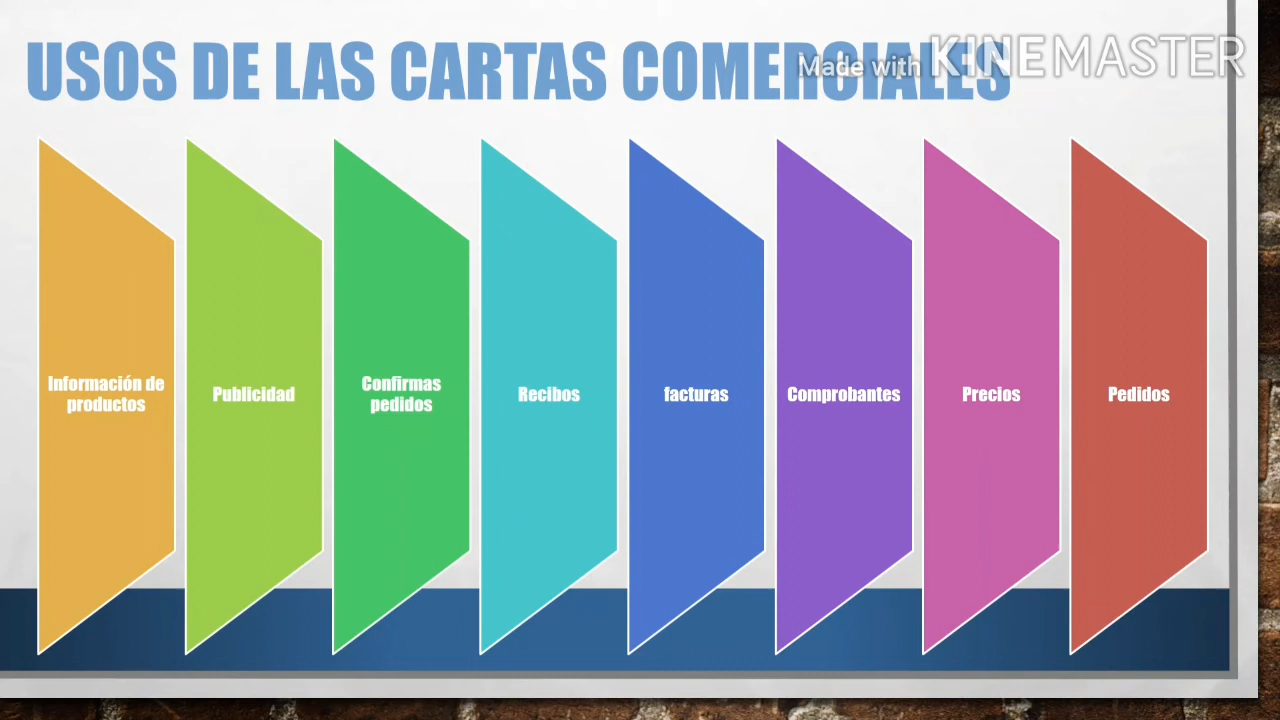 USOS DE LAS CARTAS COMERCIALES
Made with KINEMASTER
Información de
productos
Publicidad
Confirmas
pedidos
Recibos
facturas
Comprobantes
Precios
Pedidos